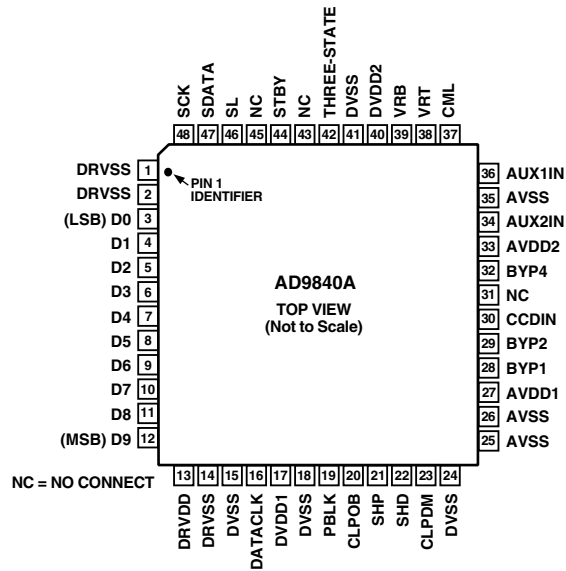 SCK
SDATA
SL
NC
STBY
NC
THREE-STATE
DVSS
DVDD2
VRB
VRT
CML
48 47 46 45 44 43 42 41 40 39 38 37
DRVSS 1
DRVSS 2
(LSB) D0 3
D1 4
D2 5
D3 6
D4 7
D5 8
D6 9
D7 10
D8 11
(MSB) D9 12
PIN 1
IDENTIFIER
AD9840A
TOP VIEW
(Not to Scale)
36 AUX1IN
35 AVSS
34 AUX2IN
33 AVDD2
32 BYP4
31 NC
30 CCDIN
29 BYP2
28 BYP1
27 AVDD1
26 AVSS
25 AVSS
NC = NO CONNECT
13 14 15 16 17 18 19 20 21 22 23 24
DRVDD
DRVSS
DVSS
DATACLK
DVDD1
DVSS
PBLK
CLPOB
SHP
SHD
CLPDM
DVSS